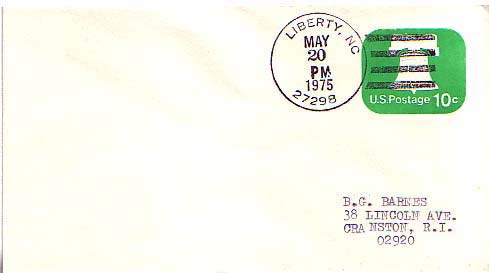 LIBERTY, NC
MAY
20
PM
1975
27298
U.S. Postage 10c
B.G. BARNES
38 LINCOLN AVE.
CRA NSTON, R.I.
02920